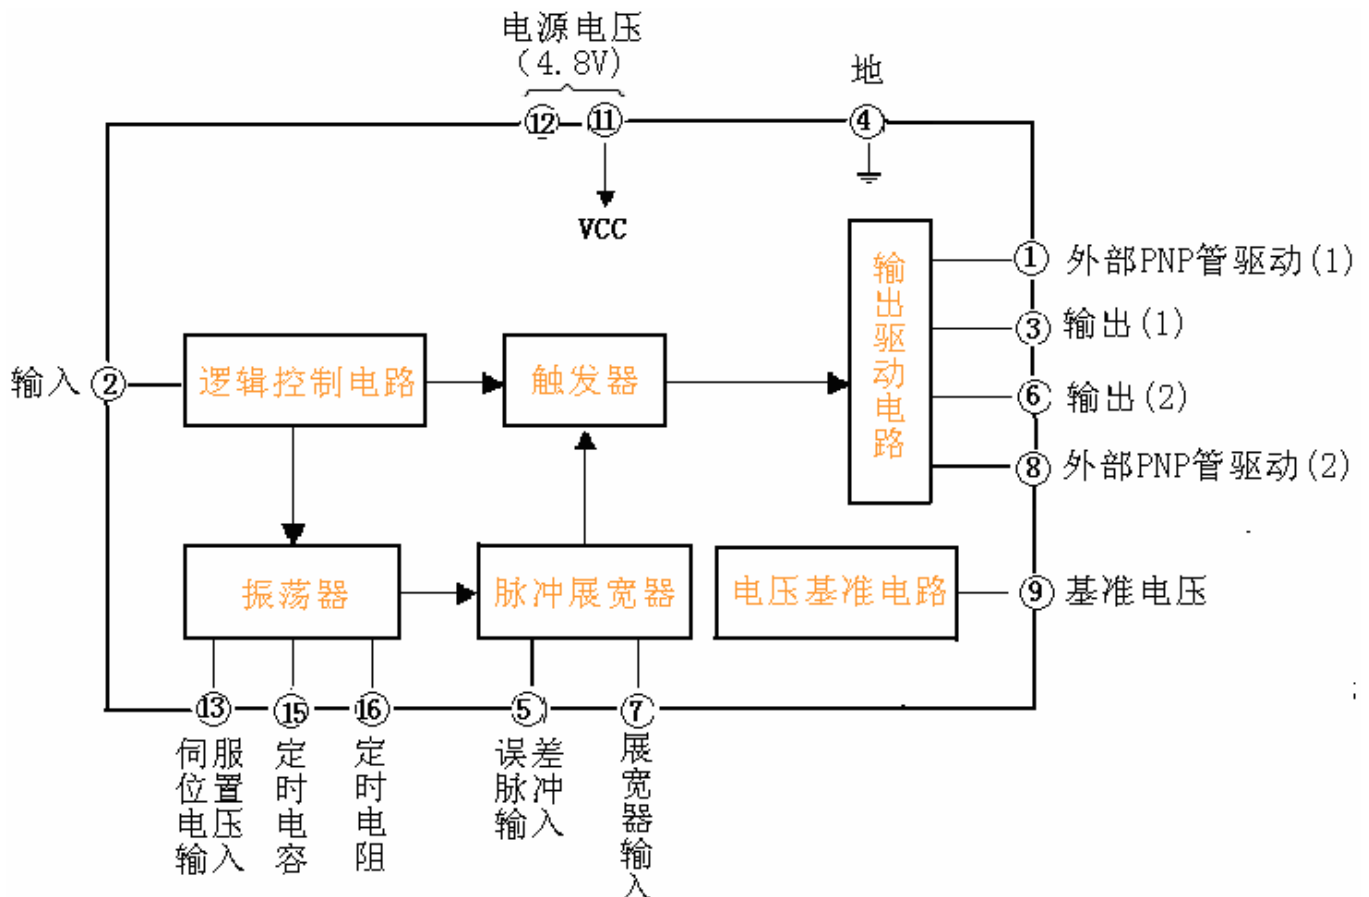 电源电压
(4.8V)
地
⑫ ⑪ ④
VCC
① 外部PNP管驱动(1)
③ 输出(1)
输入 ② 逻辑控制电路 触发器 输出驱动电路
⑥ 输出(2)
⑧ 外部PNP管驱动(2)
振荡器 脉冲展宽器 电压基准电路 ⑨ 基准电压
⑬ ⑮ ⑯ ⑤ ⑦
伺服
位置
电压
输入
定时电容
定时电阻
误差
脉冲
输入
展宽器输入